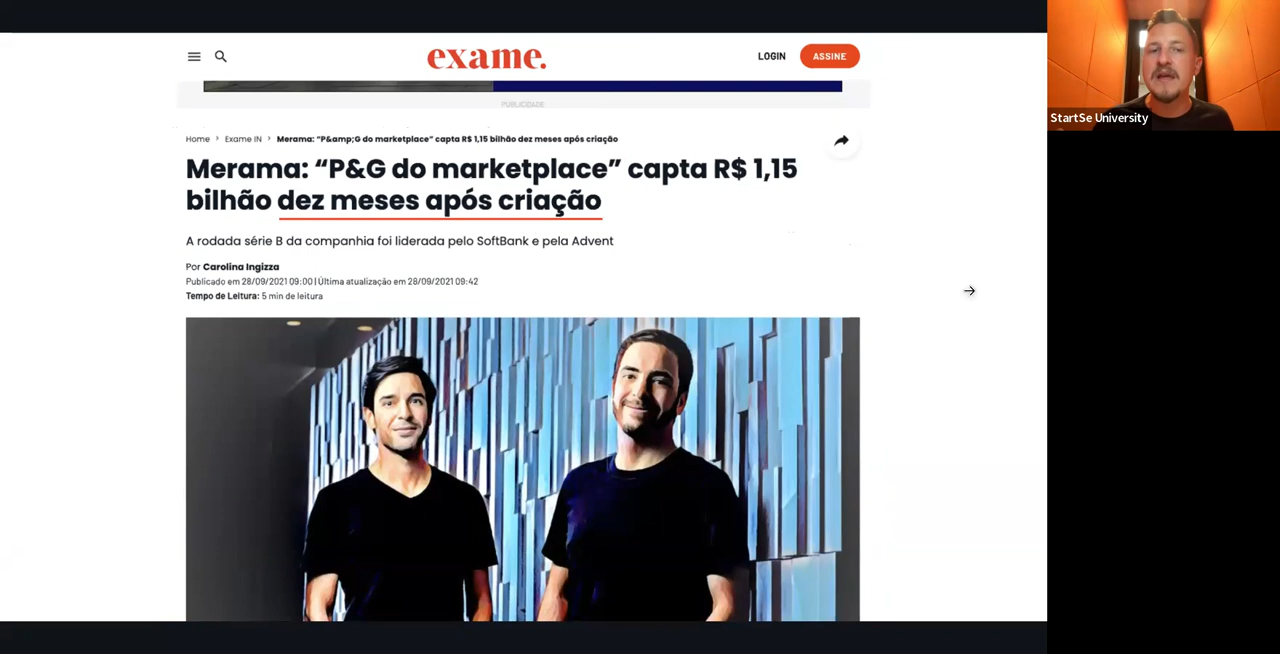 exame.
LOGIN
ASSINE
PUBLICIDADE
Home > Exame IN > Merama: “P&amp;G do marketplace” capta R$ 1,15 bilhão dez meses após criação
Merama: “P&G do marketplace” capta R$ 1,15
bilhão dez meses após criação
A rodada série B da companhia foi liderada pelo SoftBank e pela Advent
Por Carolina Ingizza
Publicado em 28/09/2021 09:00 | Última atualização em 28/09/2021 09:42
Tempo de Leitura: 5 min de leitura
StartSe University